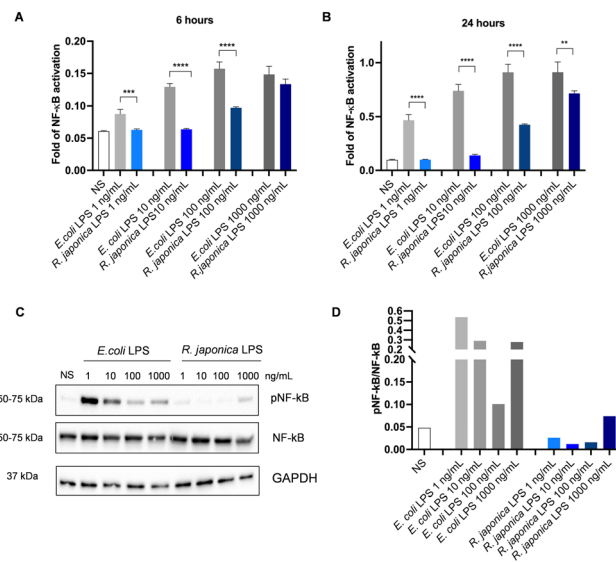 A
6 hours
Fold of NF-κB activation
0.20
0.15
0.10
0.05
0.00
***
****
****
NS
E.coli LPS 1 ng/mL
R. japonica LPS 1 ng/mL
E. coli LPS 10 ng/mL
R. japonica LPS10 ng/mL
E.coli LPS 100 ng/mL
R. japonica LPS 100 ng/mL
E.coli LPS 1000 ng/mL
R.japonica LPS 1000 ng/mL
B
24 hours
Fold of NF-κB activation
1.0
0.5
0.0
****
****
****
**
NS
E.coli LPS 1 ng/mL
R. japonica LPS 1 ng/mL
E. coli LPS 10 ng/mL
R. japonica LPS10 ng/mL
E.coli LPS 100 ng/mL
R. japonica LPS 100 ng/mL
E.coli LPS 1000 ng/mL
R.japonica LPS 1000 ng/mL
C
E.coli LPS R. japonica LPS
NS 1 10 100 1000 1 10 100 1000 ng/mL
50-75 kDa pNF-kB
50-75 kDa NF-kB
37 kDa GAPDH
D
pNF-kB/NF-kB
0.6
0.5
0.4
0.3
0.2
0.20
0.15
0.10
0.05
0.00
NS
E. coli LPS 1 ng/mL
E. coli LPS 10 ng/mL
E. coli LPS 100 ng/mL
E. coli LPS 1000 ng/mL
R. japonica LPS 1 ng/mL
R. japonica LPS 10 ng/mL
R. japonica LPS 100 ng/mL
R. japonica LPS 1000 ng/mL